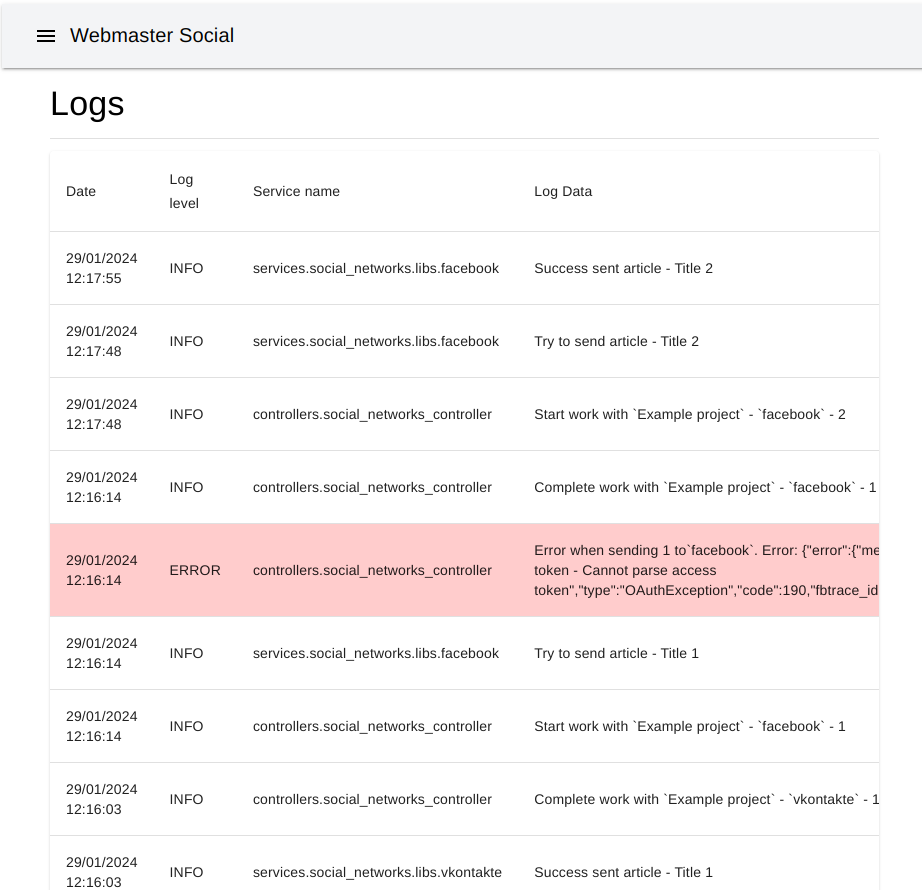 Webmaster Social
Logs
Date Log level Service name Log Data
29/01/2024 12:17:55 INFO services.social_networks.libs.facebook Success sent article - Title 2
29/01/2024 12:17:48 INFO services.social_networks.libs.facebook Try to send article - Title 2
29/01/2024 12:17:48 INFO controllers.social_networks_controller Start work with `Example project` - `facebook` - 2
29/01/2024 12:16:14 INFO controllers.social_networks_controller Complete work with `Example project` - `facebook` - 1
29/01/2024 12:16:14 ERROR controllers.social_networks_controller Error when sending 1 to`facebook`. Error: {"error":{"me
token - Cannot parse access
token","type":"OAuthException","code":190,"fbtrace_id
29/01/2024 12:16:14 INFO services.social_networks.libs.facebook Try to send article - Title 1
29/01/2024 12:16:14 INFO controllers.social_networks_controller Start work with `Example project` - `facebook` - 1
29/01/2024 12:16:03 INFO controllers.social_networks_controller Complete work with `Example project` - `vkontakte` - 1
29/01/2024 12:16:03 INFO services.social_networks.libs.vkontakte Success sent article - Title 1